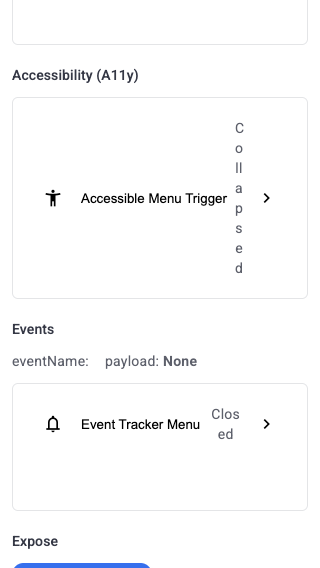 Accessibility (A11y)
Accessible Menu Trigger
C
o
ll
a
p
s
e
d
Events
eventName: payload: None
Event Tracker Menu
Clos
ed
Expose